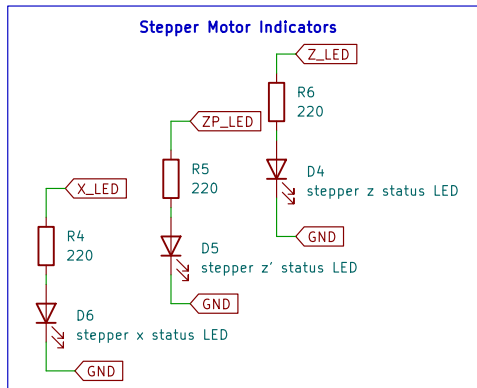 Stepper Motor Indicators
Z_LED
R6
220
D4
stepper z status LED
GND
ZP_LED
R5
220
D5
stepper z' status LED
GND
X_LED
R4
220
D6
stepper x status LED
GND